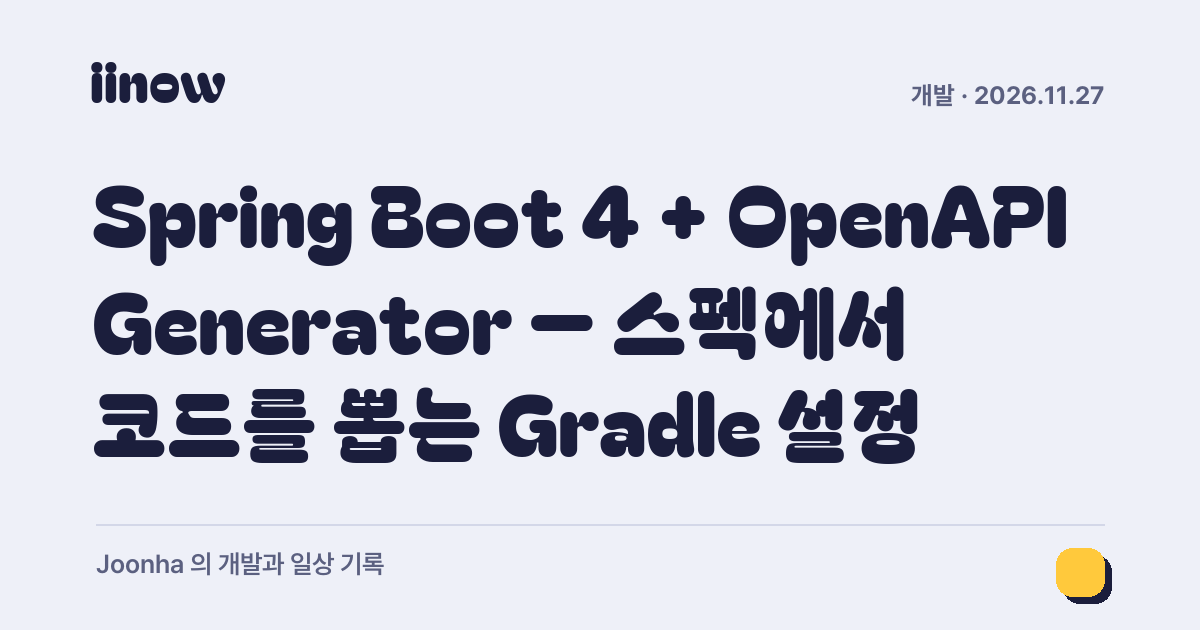 iinow
개발 · 2026.11.27
Spring Boot 4 + OpenAPI
Generator — 스펙에서
코드를 뽑는 Gradle 설정
Joonha 의 개발과 일상 기록